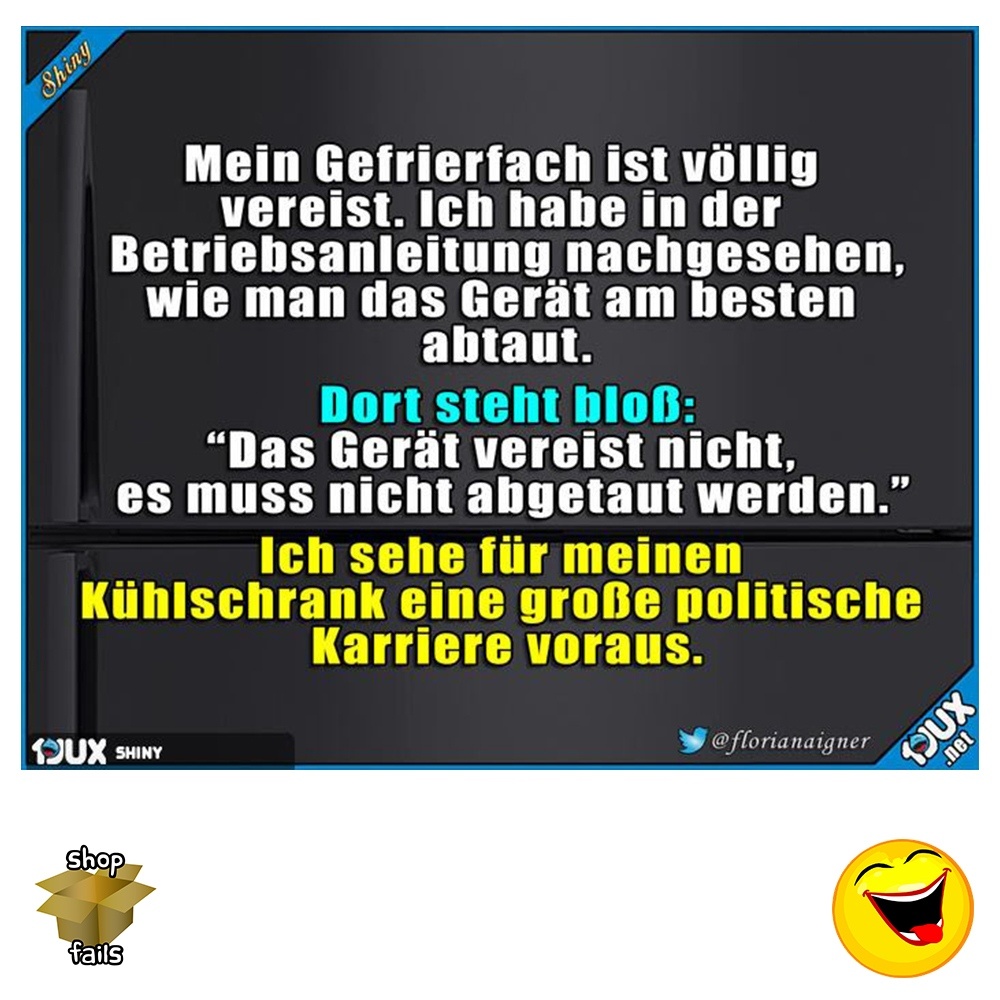 Shiny
Mein Gefrierfach ist völlig
vereist. Ich habe in der
Betriebsanleitung nachgesehen,
wie man das Gerät am besten
abtaut.
Dort steht bloß:
“Das Gerät vereist nicht,
es muss nicht abgetaut werden.”
Ich sehe für meinen
Kühlschrank eine große politische
Karriere voraus.
1JUX SHINY
@florianaigner
1JUX
.net
shop
fails